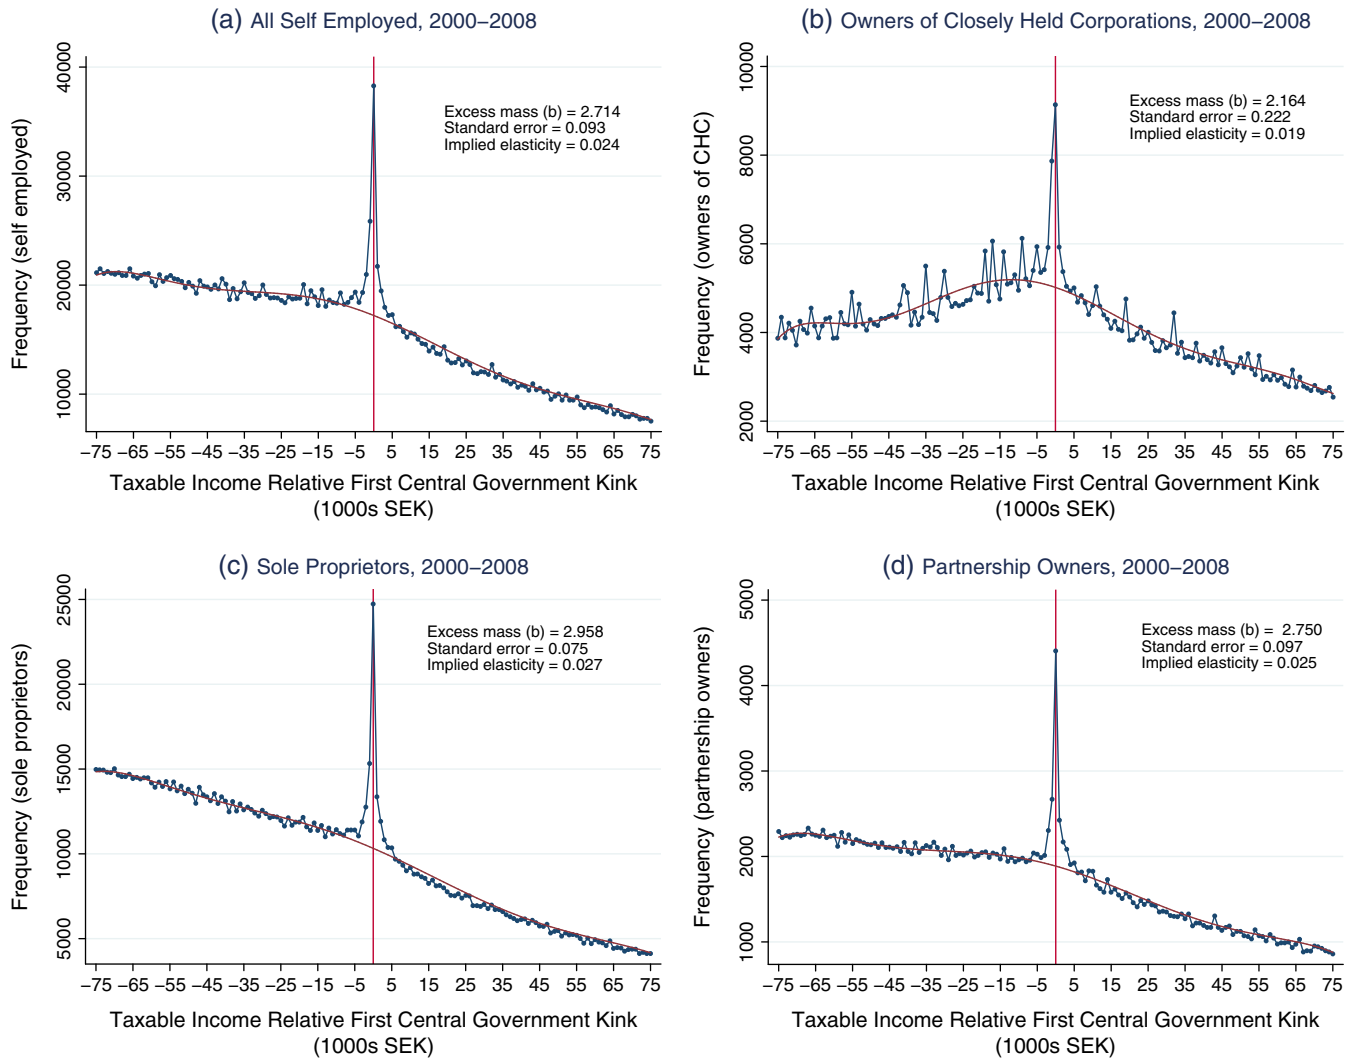 (a) All Self Employed, 2000–2008
Frequency (self employed)
40000
30000
20000
10000
Excess mass (b) = 2.714
Standard error = 0.093
Implied elasticity = 0.024
−75 −65 −55 −45 −35 −25 −15 −5 5 15 25 35 45 55 65 75
Taxable Income Relative First Central Government Kink
(1000s SEK)
(b) Owners of Closely Held Corporations, 2000–2008
Frequency (owners of CHC)
10000
8000
6000
4000
2000
Excess mass (b) = 2.164
Standard error = 0.222
Implied elasticity = 0.019
−75 −65 −55 −45 −35 −25 −15 −5 5 15 25 35 45 55 65 75
Taxable Income Relative First Central Government Kink
(1000s SEK)
(c) Sole Proprietors, 2000–2008
Frequency (sole proprietors)
25000
20000
15000
10000
5000
Excess mass (b) = 2.958
Standard error = 0.075
Implied elasticity = 0.027
−75 −65 −55 −45 −35 −25 −15 −5 5 15 25 35 45 55 65 75
Taxable Income Relative First Central Government Kink
(1000s SEK)
(d) Partnership Owners, 2000–2008
Frequency (partnership owners)
5000
4000
3000
2000
1000
Excess mass (b) = 2.750
Standard error = 0.097
Implied elasticity = 0.025
−75 −65 −55 −45 −35 −25 −15 −5 5 15 25 35 45 55 65 75
Taxable Income Relative First Central Government Kink
(1000s SEK)